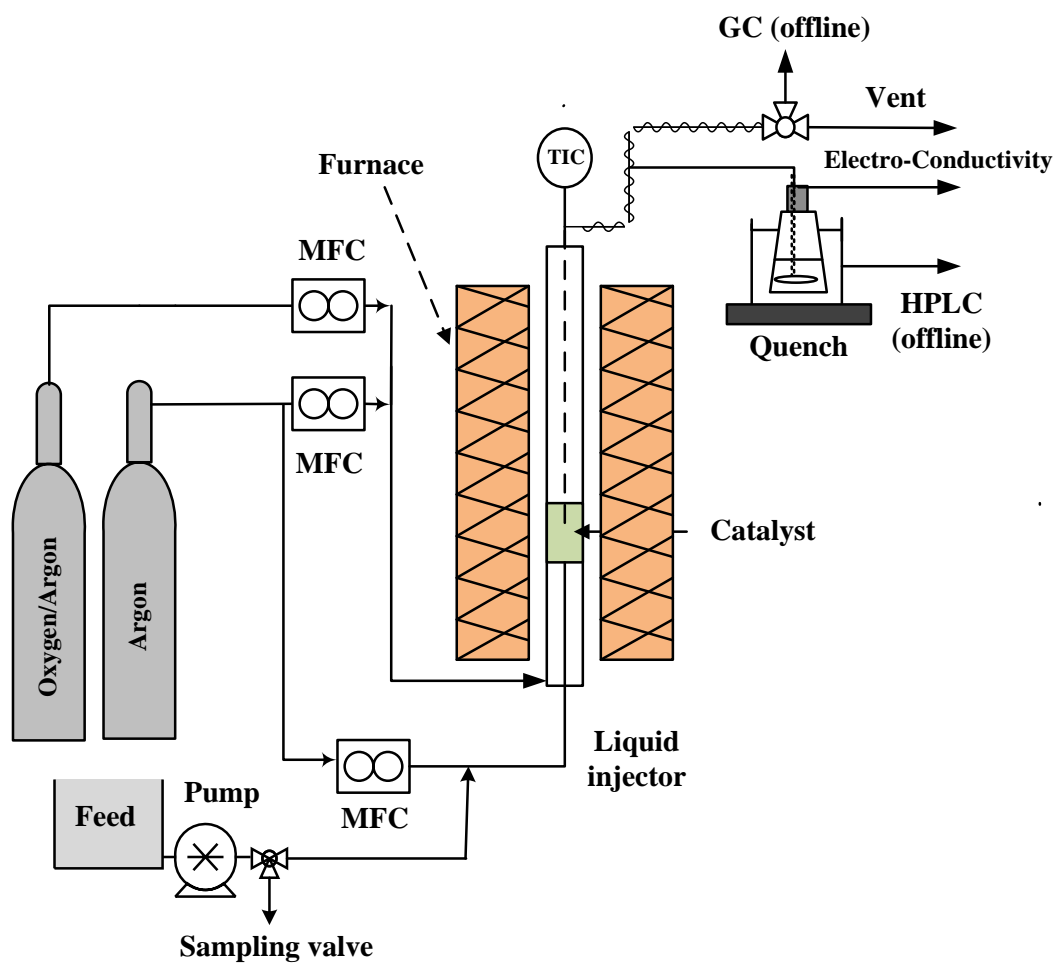 GC (offline)
Vent
Electro-Conductivity
TIC
Furnace
MFC
HPLC
(offline)
Quench
MFC
Catalyst
Oxygen/Argon
Argon
Liquid
injector
Pump
Feed
MFC
Sampling valve